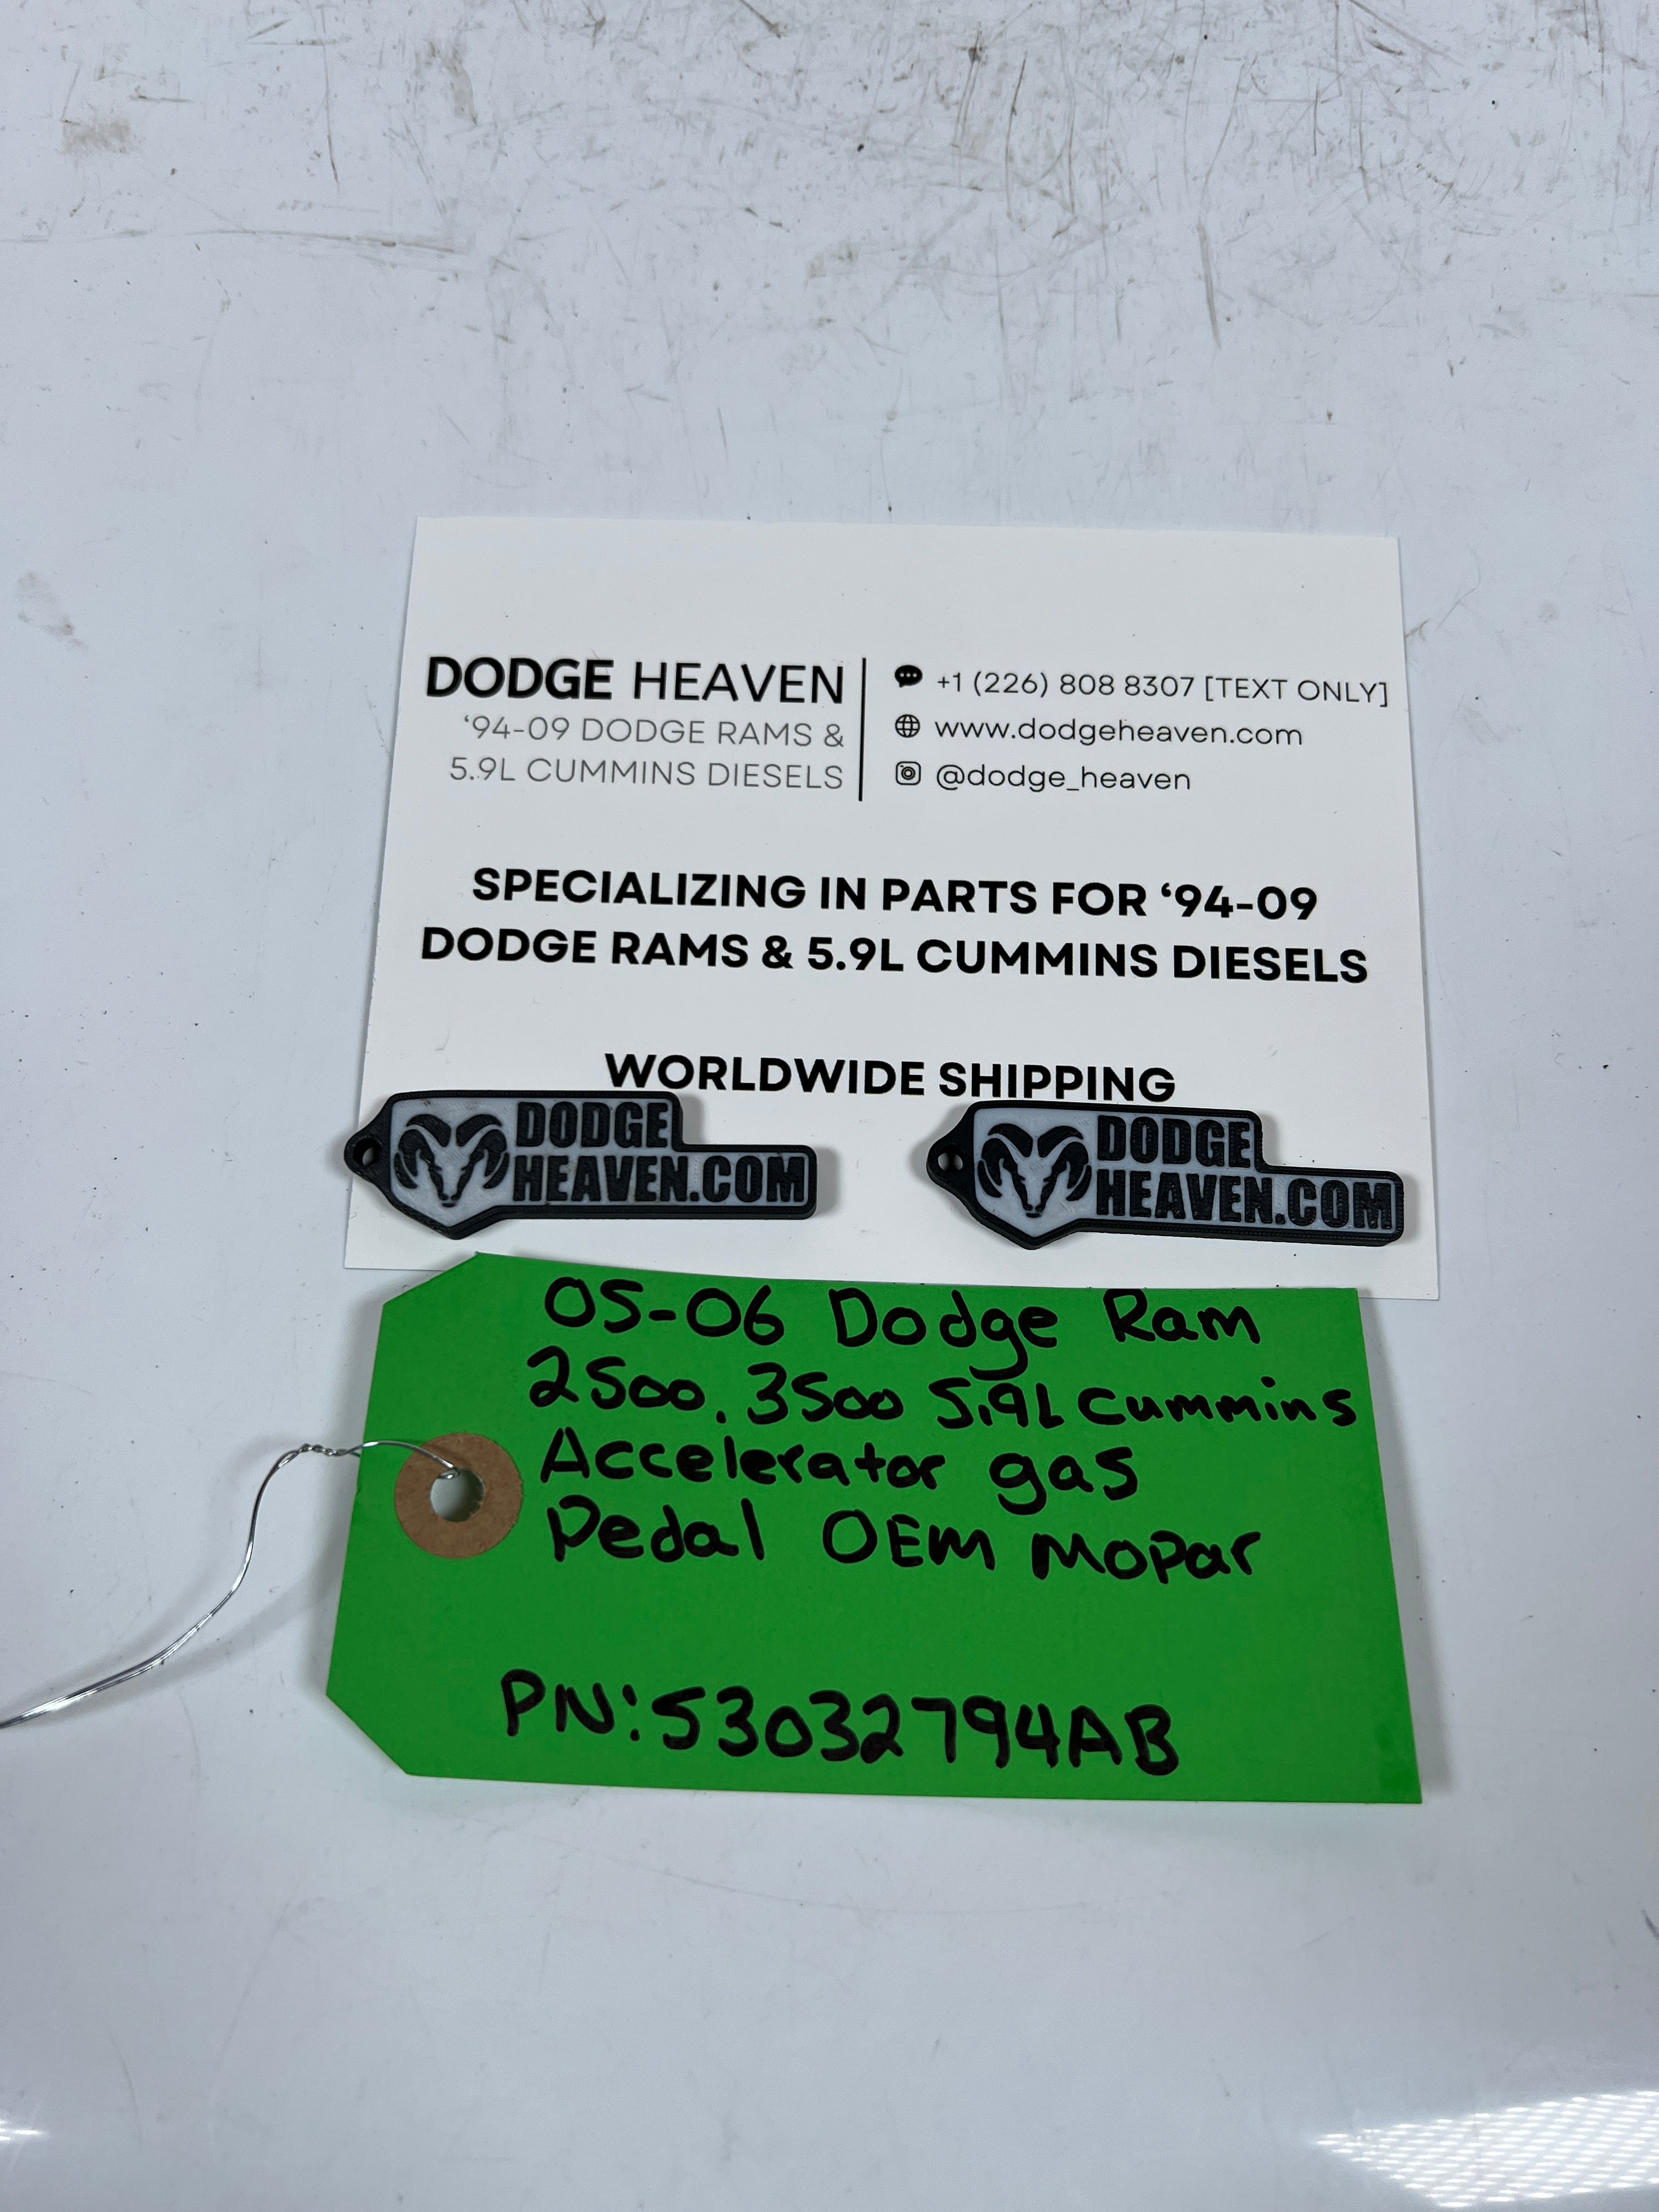 DODGE HEAVEN
‘94-09 DODGE RAMS &
5.9L CUMMINS DIESELS
+1 (226) 808 8307 [TEXT ONLY]
www.dodgeheaven.com
@dodge_heaven
SPECIALIZING IN PARTS FOR ‘94-09
DODGE RAMS & 5.9L CUMMINS DIESELS
WORLDWIDE SHIPPING
DODGE
HEAVEN.COM
DODGE
HEAVEN.COM
05-06 Dodge Ram
2500, 3500 5.9L Cummins
Accelerator gas
Pedal OEM Mopar
PN:53032794AB